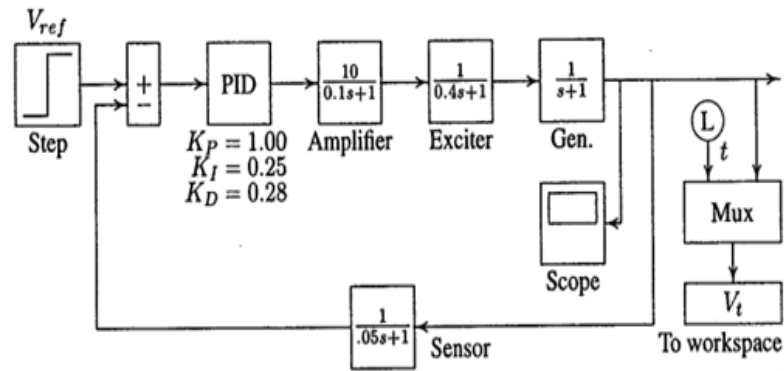 V_ref
+
−
PID
10
0.1s+1
1
0.4s+1
1
s+1
Step
K_P = 1.00
K_I = 0.25
K_D = 0.28
Amplifier
Exciter
Gen.
L
t
Mux
Scope
V_t
To workspace
1
.05s+1
Sensor